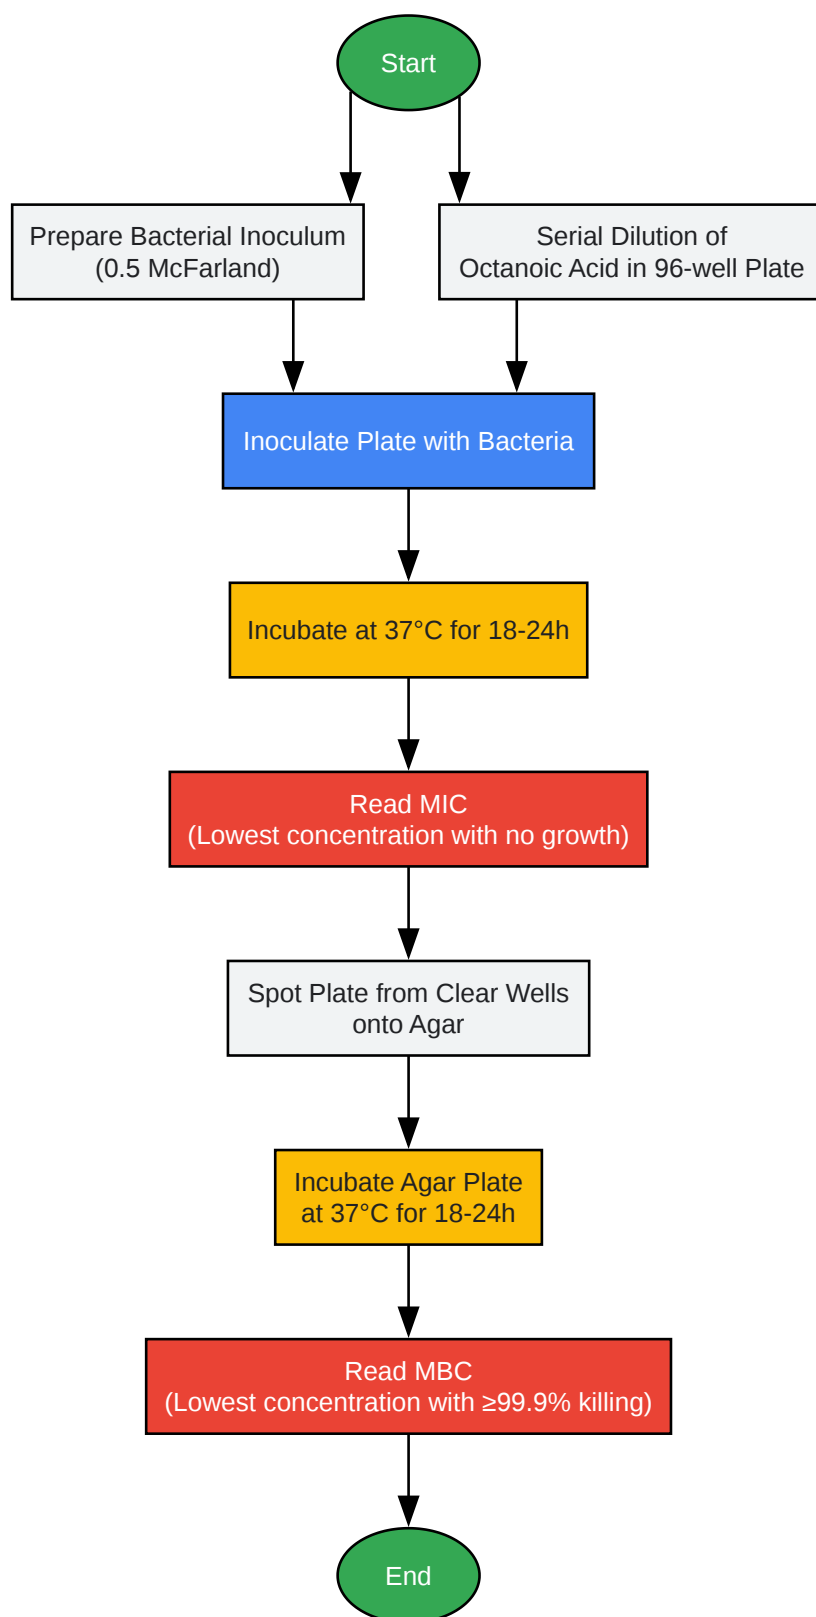 Start
Prepare Bacterial Inoculum
(0.5 McFarland)
Serial Dilution of
Octanoic Acid in 96-well Plate
Inoculate Plate with Bacteria
Incubate at 37°C for 18-24h
Read MIC
(Lowest concentration with no growth)
Spot Plate from Clear Wells
onto Agar
Incubate Agar Plate
at 37°C for 18-24h
Read MBC
(Lowest concentration with ≥99.9% killing)
End